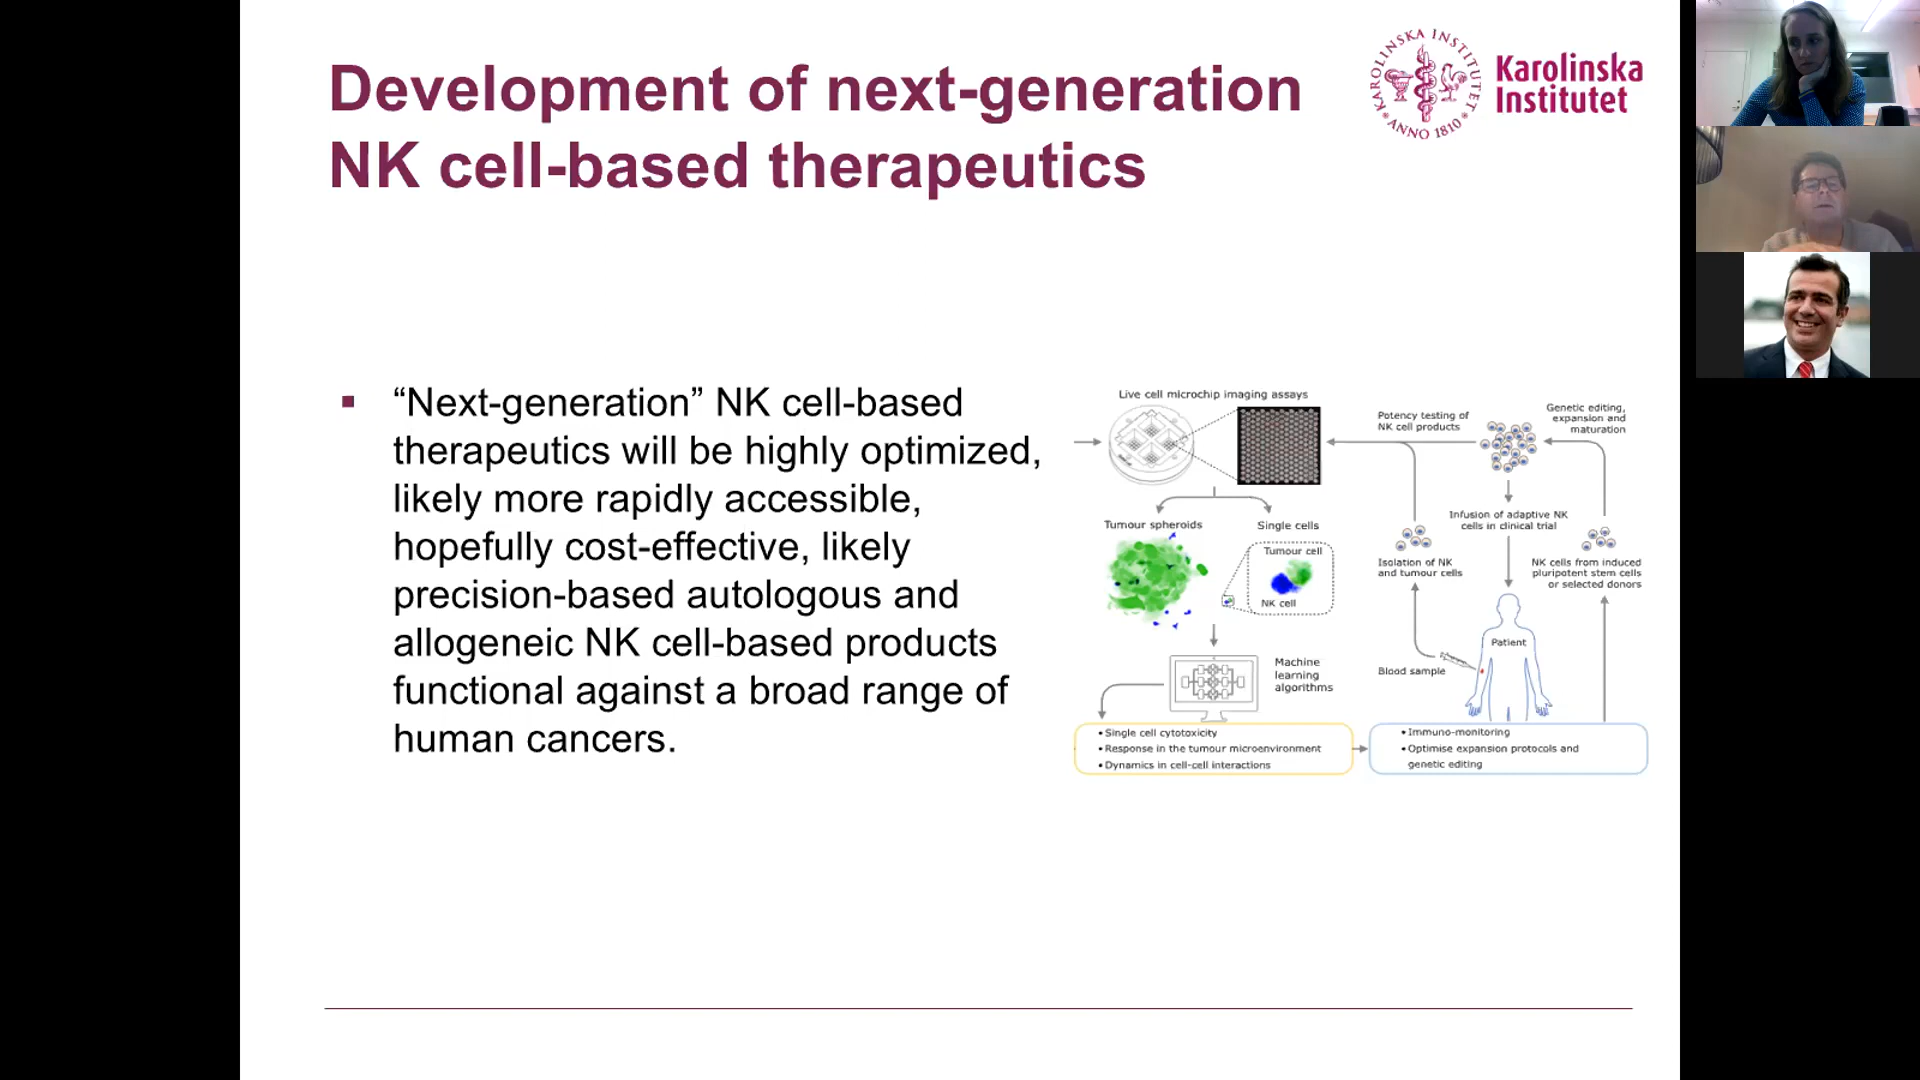 Development of next-generation
NK cell-based therapeutics
KAROLINSKA INSTITUTET
ANNO 1810
Karolinska
Institutet
▪ “Next-generation” NK cell-based
therapeutics will be highly optimized,
likely more rapidly accessible,
hopefully cost-effective, likely
precision-based autologous and
allogeneic NK cell-based products
functional against a broad range of
human cancers.
Live cell microchip imaging assays
Potency testing of
NK cell products
Genetic editing,
expansion and
maturation
Tumour spheroids
Single cells
Tumour cell
NK cell
Infusion of adaptive NK
cells in clinical trial
Isolation of NK
and tumour cells
NK cells from induced
pluripotent stem cells
or selected donors
Patient
Blood sample
Machine
learning
algorithms
• Single cell cytotoxicity
• Response in the tumour microenvironment
• Dynamics in cell-cell interactions
• Immuno-monitoring
• Optimise expansion protocols and
genetic editing